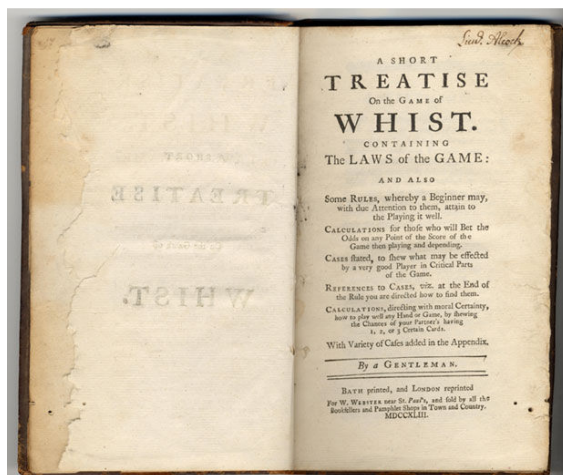 A SHORT
TREATISE
On the GAME of
WHIST.
CONTAINING
The LAWS of the GAME:
AND ALSO
Some RULES, whereby a Beginner may,
with due Attention to them, attain to
the Playing it well.
CALCULATIONS for those who will Bet the
Odds on any Point of the Score of the
Game then playing and depending.
CASES stated, to shew what may be effected
by a very good Player in Critical Parts
of the Game.
REFERENCES to CASES, viz. at the End of
the Rule you are directed how to find them.
CALCULATIONS, directing with moral Certainty,
how to play well any Hand or Game, by shewing
the Chances of your Partner's having
1, 2, or 3 Certain Cards.
With Variety of Cases added in the Appendix.
By a GENTLEMAN.
BATH printed, and LONDON reprinted
For W. WEBSTER near St. Paul's, and sold by all the
Booksellers and Pamphlet Shops in Town and Country.
MDCCXLIII.